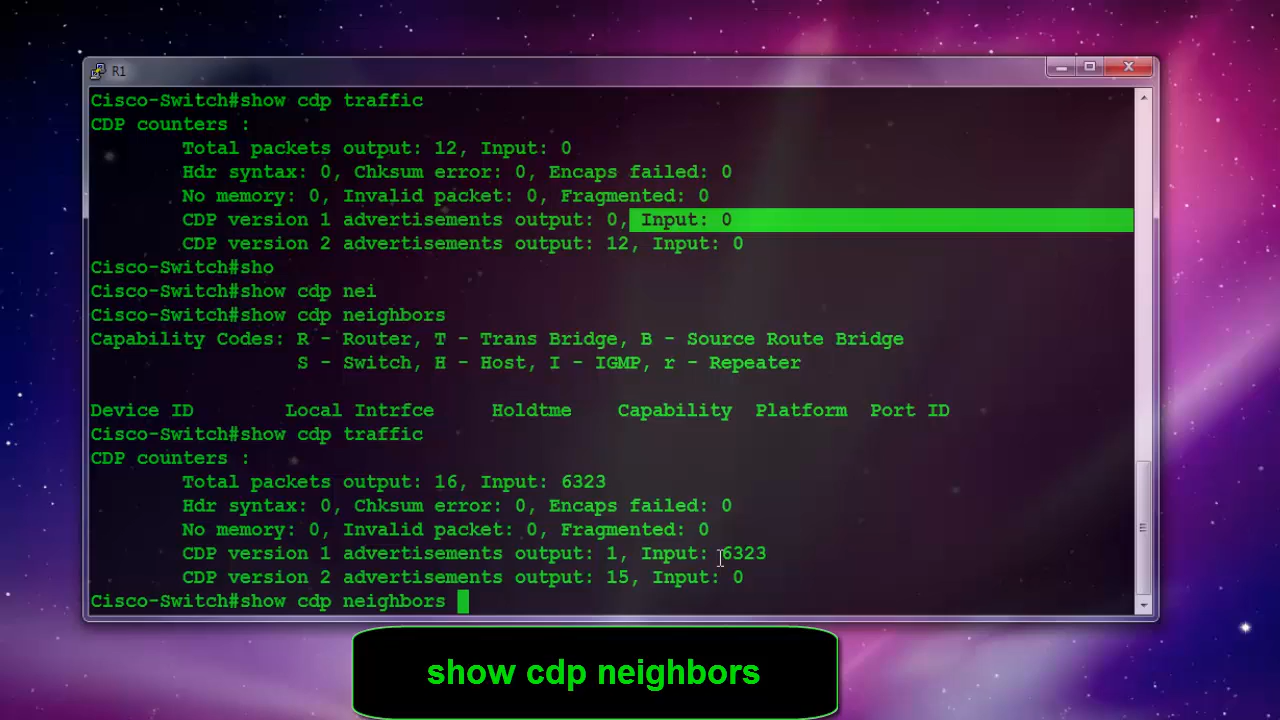 R1
Cisco-Switch#show cdp traffic
CDP counters :
Total packets output: 12, Input: 0
Hdr syntax: 0, Chksum error: 0, Encaps failed: 0
No memory: 0, Invalid packet: 0, Fragmented: 0
CDP version 1 advertisements output: 0, Input: 0
CDP version 2 advertisements output: 12, Input: 0
Cisco-Switch#sho
Cisco-Switch#show cdp nei
Cisco-Switch#show cdp neighbors
Capability Codes: R - Router, T - Trans Bridge, B - Source Route Bridge
S - Switch, H - Host, I - IGMP, r - Repeater
Device ID Local Intrfce Holdtme Capability Platform Port ID
Cisco-Switch#show cdp traffic
CDP counters :
Total packets output: 16, Input: 6323
Hdr syntax: 0, Chksum error: 0, Encaps failed: 0
No memory: 0, Invalid packet: 0, Fragmented: 0
CDP version 1 advertisements output: 1, Input: 6323
CDP version 2 advertisements output: 15, Input: 0
Cisco-Switch#show cdp neighbors
show cdp neighbors